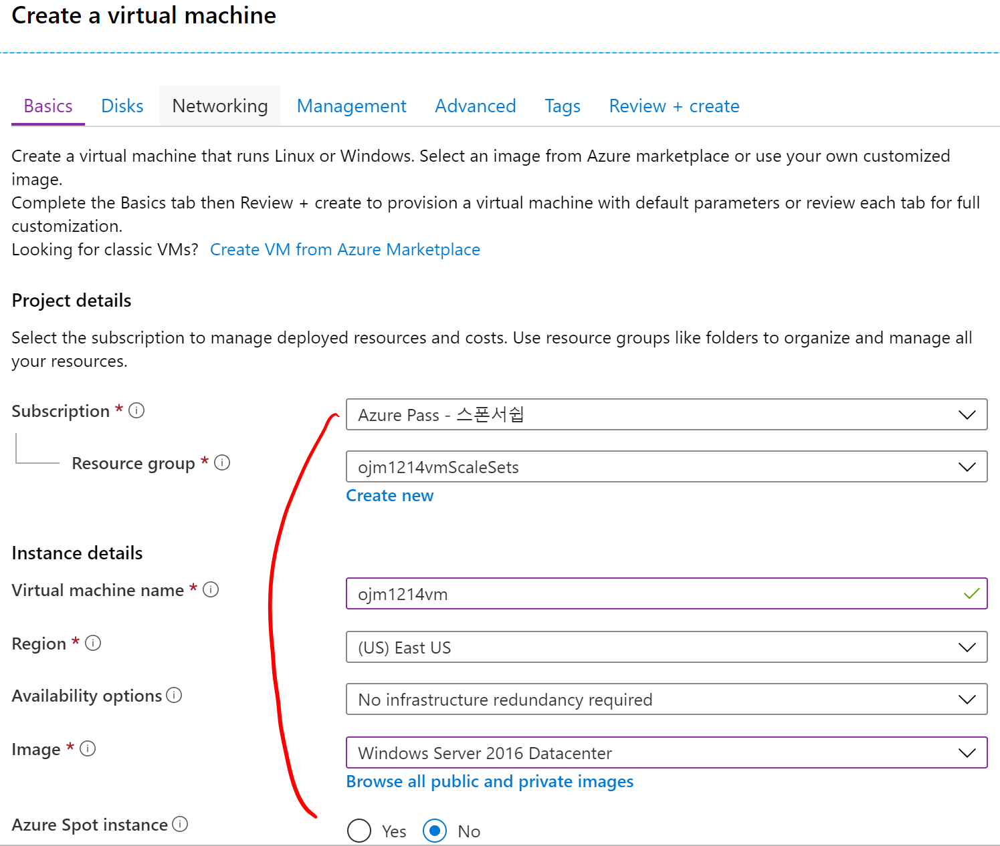 Create a virtual machine
Basics Disks Networking Management Advanced Tags Review + create
Create a virtual machine that runs Linux or Windows. Select an image from Azure marketplace or use your own customized
image.
Complete the Basics tab then Review + create to provision a virtual machine with default parameters or review each tab for full
customization.
Looking for classic VMs? Create VM from Azure Marketplace
Project details
Select the subscription to manage deployed resources and costs. Use resource groups like folders to organize and manage all
your resources.
Subscription * Azure Pass - 스폰서쉽
Resource group * ojm1214vmScaleSets
Create new
Instance details
Virtual machine name * ojm1214vm
Region * (US) East US
Availability options No infrastructure redundancy required
Image * Windows Server 2016 Datacenter
Browse all public and private images
Azure Spot instance Yes No